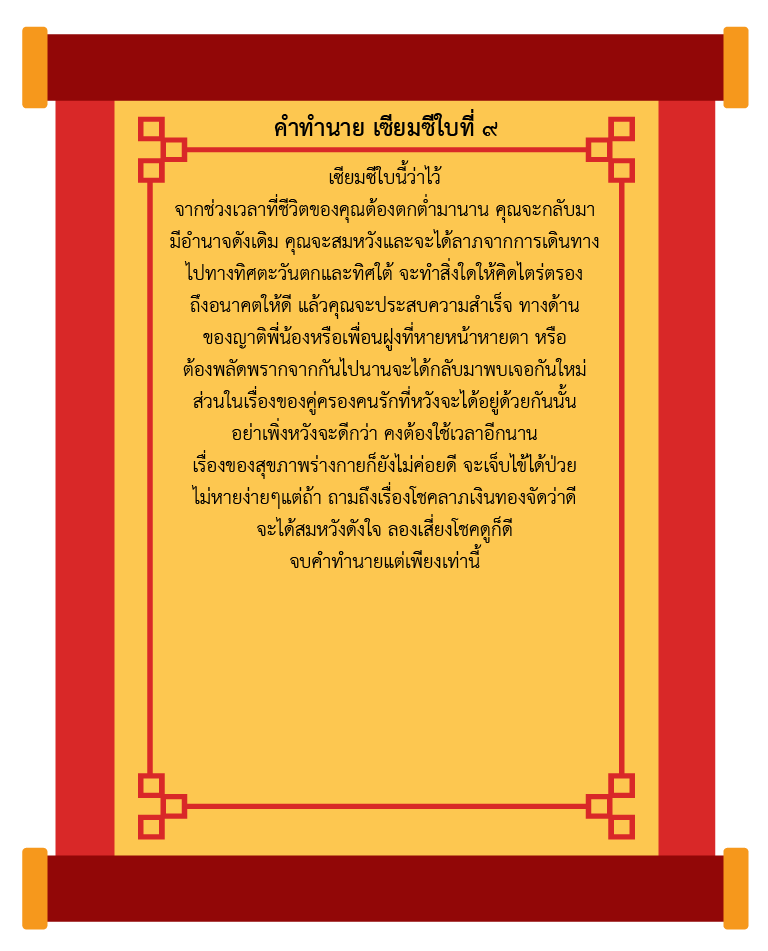 คำทำนาย เซียมซีใบที่ ๙
เซียมซีใบนี้ว่าไว้
จากช่วงเวลาที่ชีวิตของคุณต้องตกต่ำมานาน คุณจะกลับมา
มีอำนาจดังเดิม คุณจะสมหวังและจะได้ลาภจากการเดินทาง
ไปทางทิศตะวันตกและทิศใต้ จะทำสิ่งใดให้คิดไตร่ตรอง
ถึงอนาคตให้ดี แล้วคุณจะประสบความสำเร็จ ทางด้าน
ของญาติพี่น้องหรือเพื่อนฝูงที่หายหน้าหายตา หรือ
ต้องพลัดพรากจากกันไปนานจะได้กลับมาพบเจอกันใหม่
ส่วนในเรื่องของคู่ครองคนรักที่หวังจะได้อยู่ด้วยกันนั้น
อย่าเพิ่งหวังจะดีกว่า คงต้องใช้เวลาอีกนาน
เรื่องของสุขภาพร่างกายก็ยังไม่ค่อยดี จะเจ็บไข้ได้ป่วย
ไม่หายง่ายๆแต่ถ้า ถามถึงเรื่องโชคลาภเงินทองจัดว่าดี
จะได้สมหวังดังใจ ลองเสี่ยงโชคดูก็ดี
จบคำทำนายแต่เพียงเท่านี้